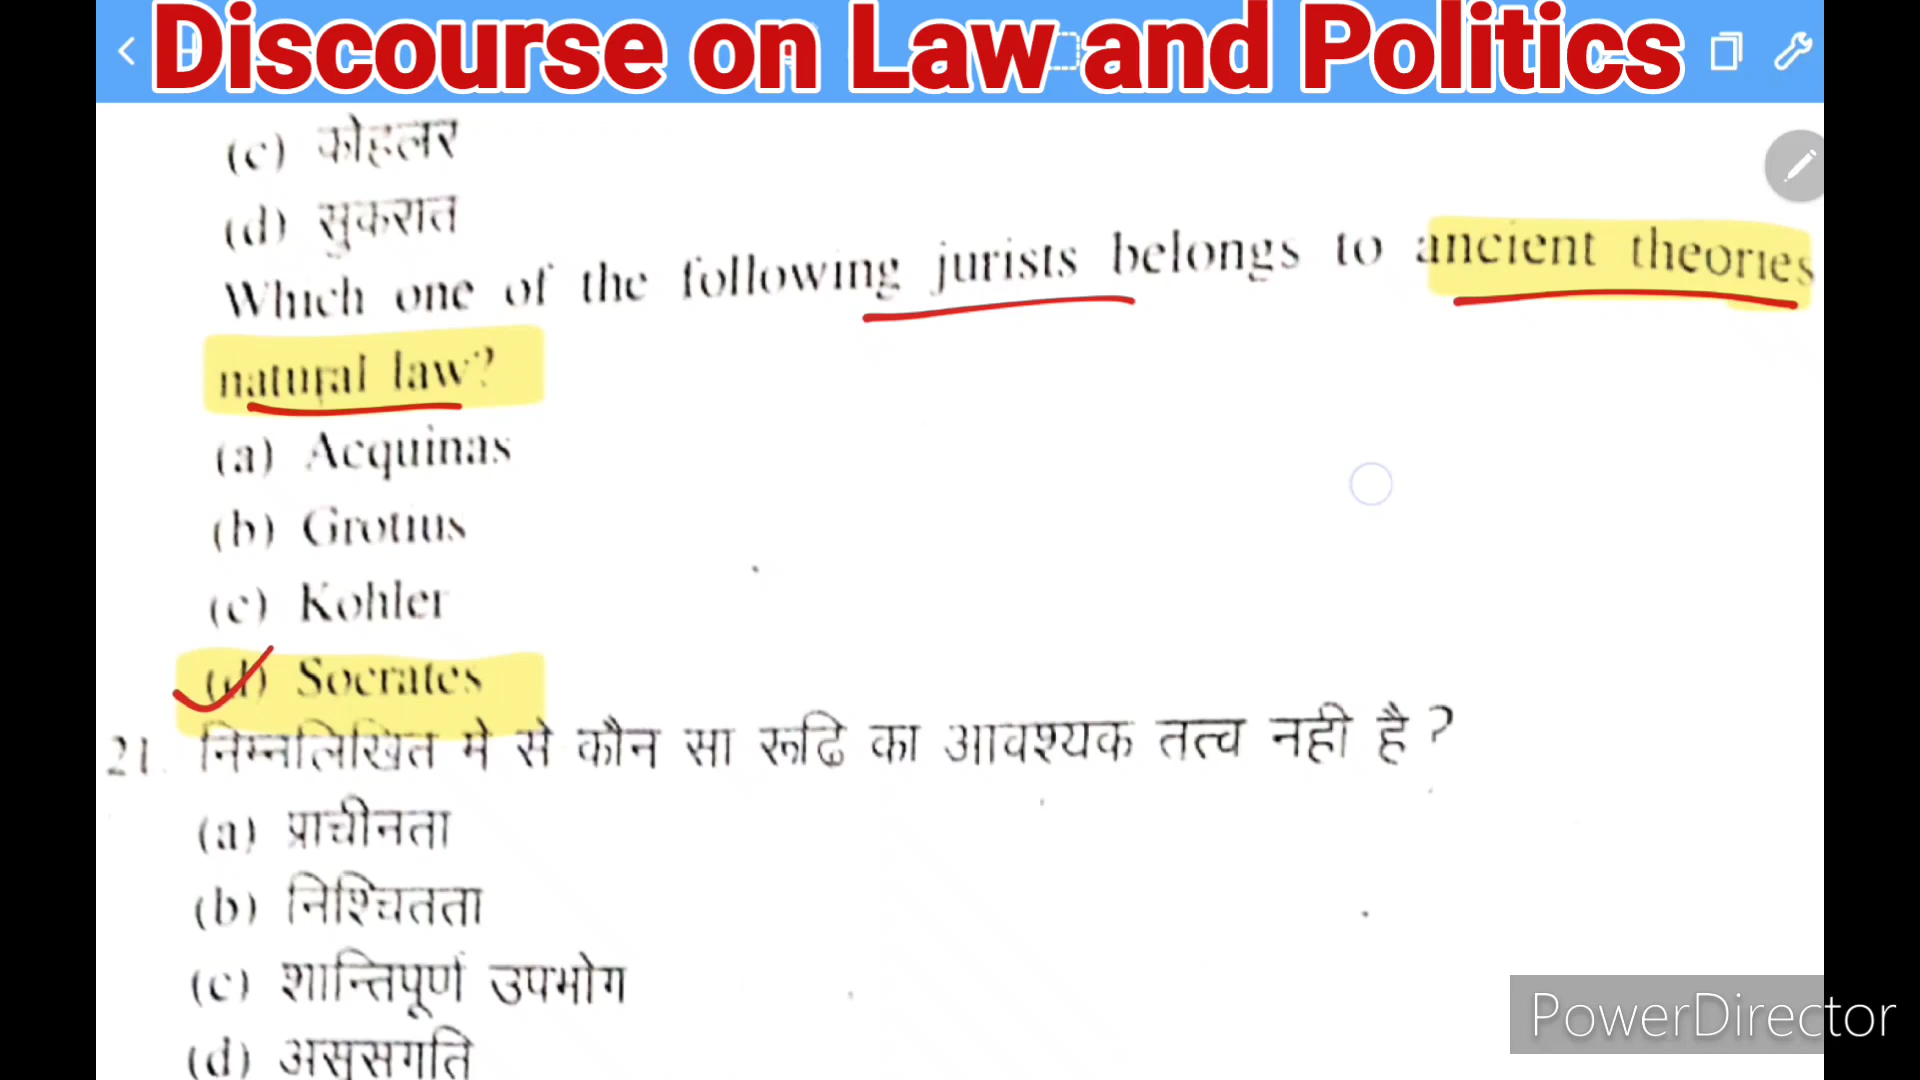 Discourse on Law and Politics
(c) कोहलर
(d) सुकरात
Which one of the following jurists belongs to ancient theories
natural law?
(a) Acquinas
(b) Grotius
(c) Kohler
(d) Socrates
21. निम्नलिखित मे से कौन सा रूढि का आवश्यक तत्व नही है ?
(a) प्राचीनता
(b) निश्चितता
(c) शान्तिपूर्ण उपभोग
(d) असुसगति
PowerDirector